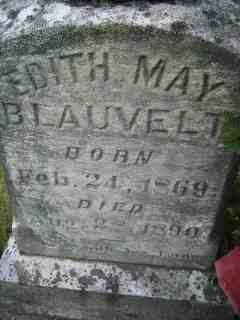 EDITH MAY
BLAUVELT
BORN
Feb. 24, 1869.
DIED
1890.